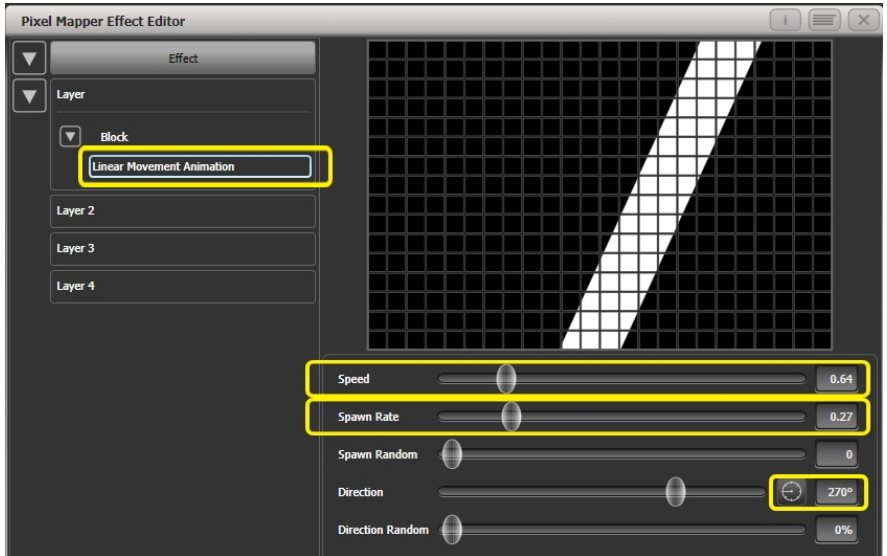 Pixel Mapper Effect Editor
i
Effect
Layer
Block
Linear Movement Animation
Layer 2
Layer 3
Layer 4
Speed 0.64
Spawn Rate 0.27
Spawn Random 0
Direction 270°
Direction Random 0%